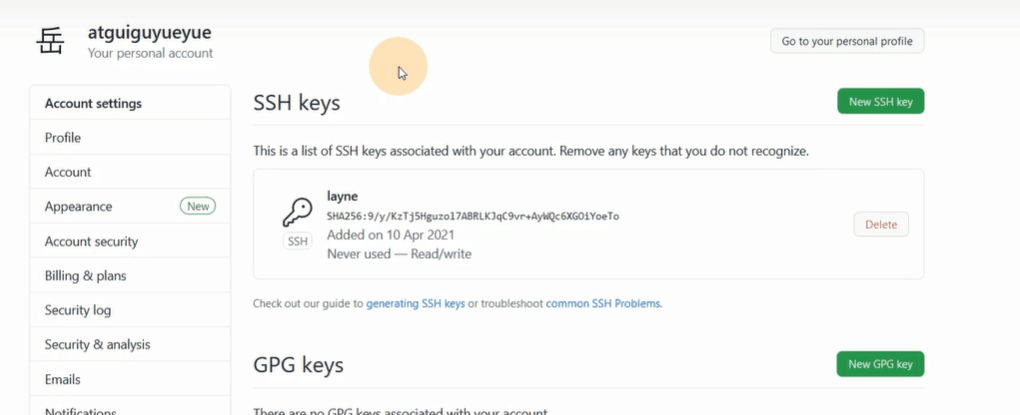 岳
atguiguyueyue
Your personal account
Go to your personal profile
Account settings
Profile
Account
Appearance New
Account security
Billing & plans
Security log
Security & analysis
Emails
Notifications
SSH keys
New SSH key
This is a list of SSH keys associated with your account. Remove any keys that you do not recognize.
layne
SHA256:9/y/KzTj5Hguzol7ABRLKJqC9vr+AyWQc6XGOiYoeTo
Added on 10 Apr 2021
Never used — Read/write
SSH
Delete
Check out our guide to generating SSH keys or troubleshoot common SSH Problems.
GPG keys
New GPG key
There are no GPG keys associated with your account.